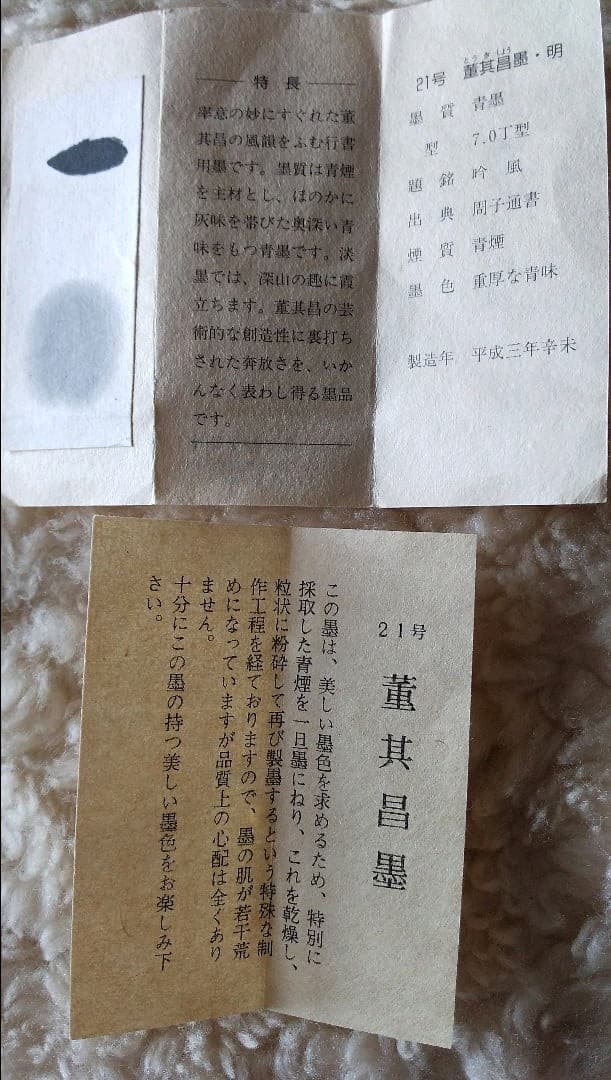 21号 董其昌墨・明
とうきしょう
墨質 青墨
型 7.0丁型
題銘 吟風
出典 周子通書
煙質 青煙
墨色 重厚な青味
製造年 平成三年辛未
特長
率意の妙にすぐれた董
其昌の風韻をふむ行書
用墨です。墨質は青煙
を主材とし、ほのかに
灰味を帯びた奥深い青
味をもつ青墨です。淡
墨では、深山の趣に霞
立ちます。董其昌の芸
術的な創造性に裏打ち
された奔放さを、いか
んなく表わし得る墨品
です。
21号
董其昌墨
この墨は、美しい墨色を求めるため、特別に
採取した青煙を一旦墨にねり、これを乾燥し、
粒状に粉砕して再び製墨するという特殊な制
作工程を経ておりますので、墨の肌が若干荒
めになっていますが品質上の心配は全くあり
ません。
十分にこの墨の持つ美しい墨色をお楽しみ下
さい。